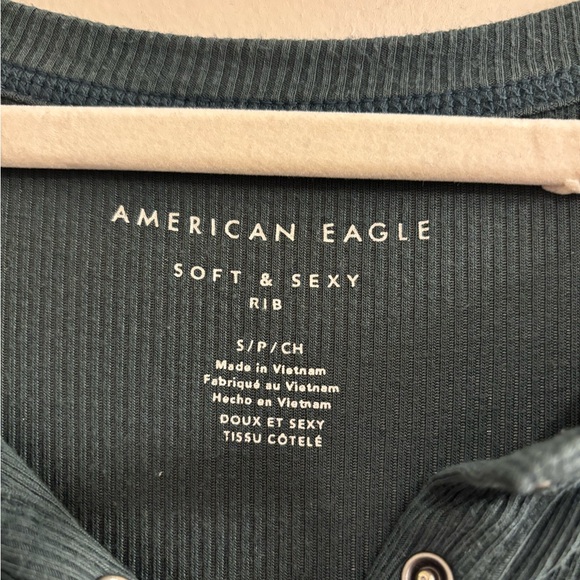 AMERICAN EAGLE
SOFT & SEXY
RIB
S/P/CH
Made in Vietnam
Fabriqué au Vietnam
Hecho en Vietnam
DOUX ET SEXY
TISSU CÔTELÉ